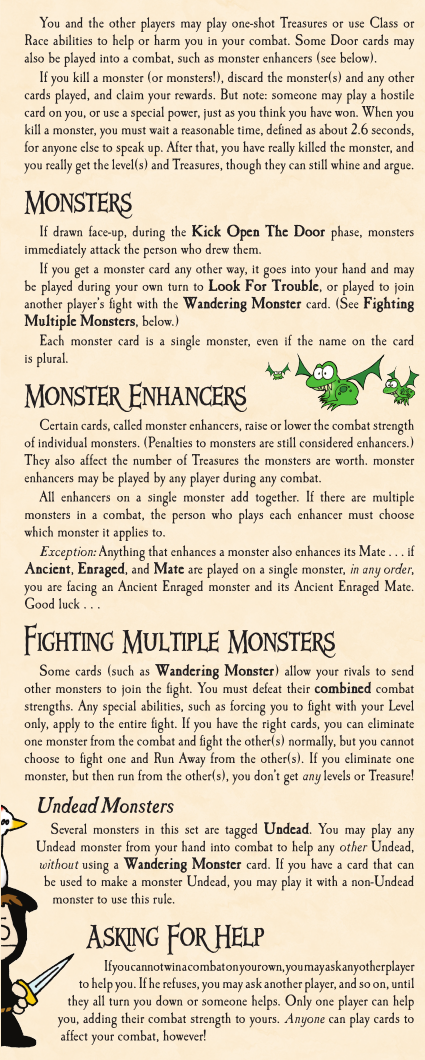 You and the other players may play one-shot Treasures or use Class or
Race abilities to help or harm you in your combat. Some Door cards may
also be played into a combat, such as monster enhancers (see below).
If you kill a monster (or monsters!), discard the monster(s) and any other
cards played, and claim your rewards. But note: someone may play a hostile
card on you, or use a special power, just as you think you have won. When you
kill a monster, you must wait a reasonable time, defined as about 2.6 seconds,
for anyone else to speak up. After that, you have really killed the monster, and
you really get the level(s) and Treasures, though they can still whine and argue.
Monsters
If drawn face-up, during the Kick Open The Door phase, monsters
immediately attack the person who drew them.
If you get a monster card any other way, it goes into your hand and may
be played during your own turn to Look For Trouble, or played to join
another player's fight with the Wandering Monster card. (See Fighting
Multiple Monsters, below.)
Each monster card is a single monster, even if the name on the card
is plural.
Monster Enhancers
Certain cards, called monster enhancers, raise or lower the combat strength
of individual monsters. (Penalties to monsters are still considered enhancers.)
They also affect the number of Treasures the monsters are worth. monster
enhancers may be played by any player during any combat.
All enhancers on a single monster add together. If there are multiple
monsters in a combat, the person who plays each enhancer must choose
which monster it applies to.
Exception: Anything that enhances a monster also enhances its Mate . . . if
Ancient, Enraged, and Mate are played on a single monster, in any order,
you are facing an Ancient Enraged monster and its Ancient Enraged Mate.
Good luck . . .
Fighting Multiple Monsters
Some cards (such as Wandering Monster) allow your rivals to send
other monsters to join the fight. You must defeat their combined combat
strengths. Any special abilities, such as forcing you to fight with your Level
only, apply to the entire fight. If you have the right cards, you can eliminate
one monster from the combat and fight the other(s) normally, but you cannot
choose to fight one and Run Away from the other(s). If you eliminate one
monster, but then run from the other(s), you don't get any levels or Treasure!
Undead Monsters
Several monsters in this set are tagged Undead. You may play any
Undead monster from your hand into combat to help any other Undead,
without using a Wandering Monster card. If you have a card that can
be used to make a monster Undead, you may play it with a non-Undead
monster to use this rule.
Asking For Help
If you cannot win a combat on your own, you may ask any other player
to help you. If he refuses, you may ask another player, and so on, until
they all turn you down or someone helps. Only one player can help
you, adding their combat strength to yours. Anyone can play cards to
affect your combat, however!